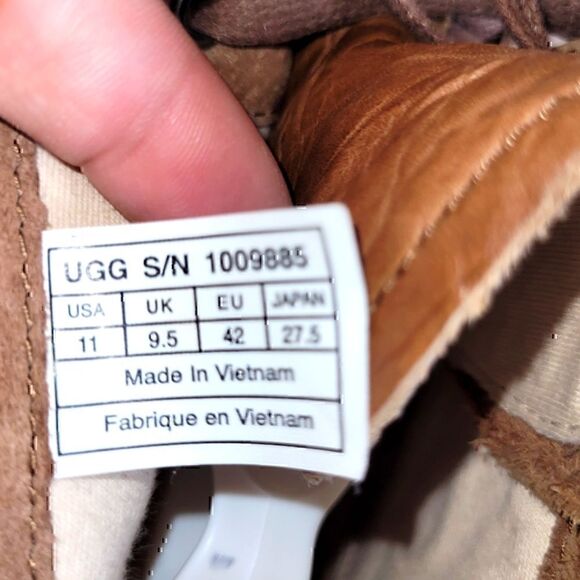 UGG S/N 1009885
USA UK EU JAPAN
11 9.5 42 27.5
Made In Vietnam
Fabrique en Vietnam